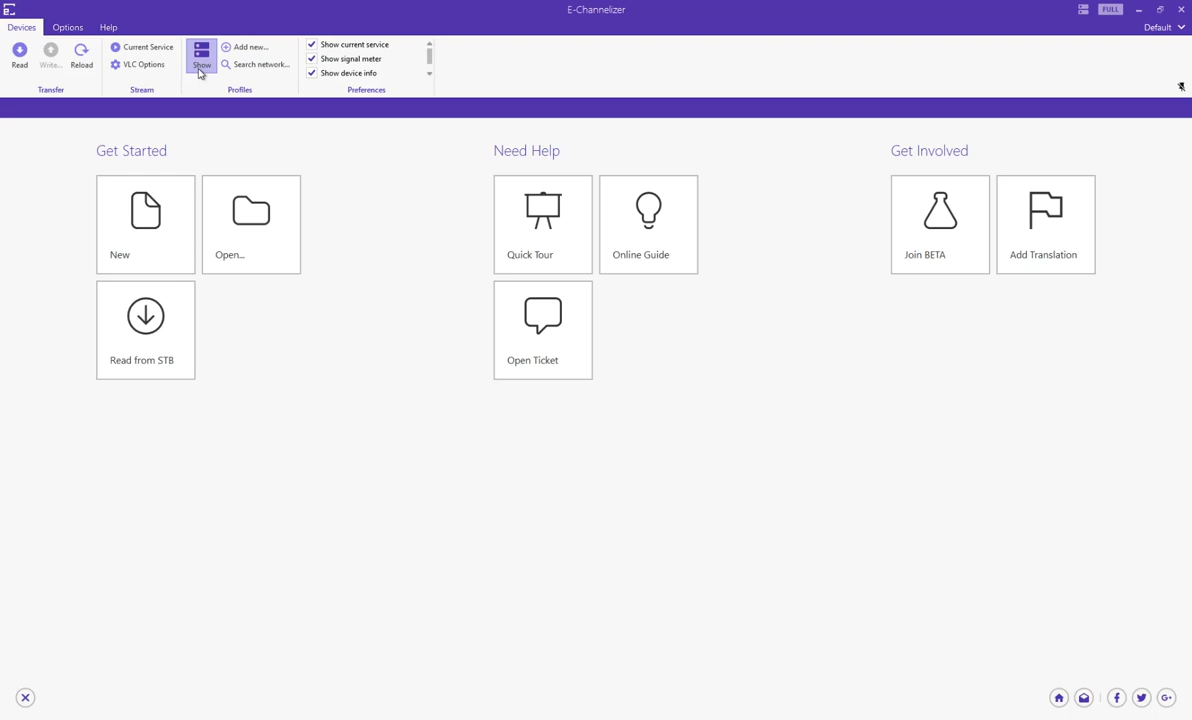 E-Channelizer
FULL
Devices Options Help
Default
Read Write... Reload
Current Service
VLC Options
Show
Add new...
Search network...
Show current service
Show signal meter
Show device info
Transfer Stream Profiles Preferences
Get Started
New
Open...
Read from STB
Need Help
Quick Tour
Online Guide
Open Ticket
Get Involved
Join BETA
Add Translation
G+